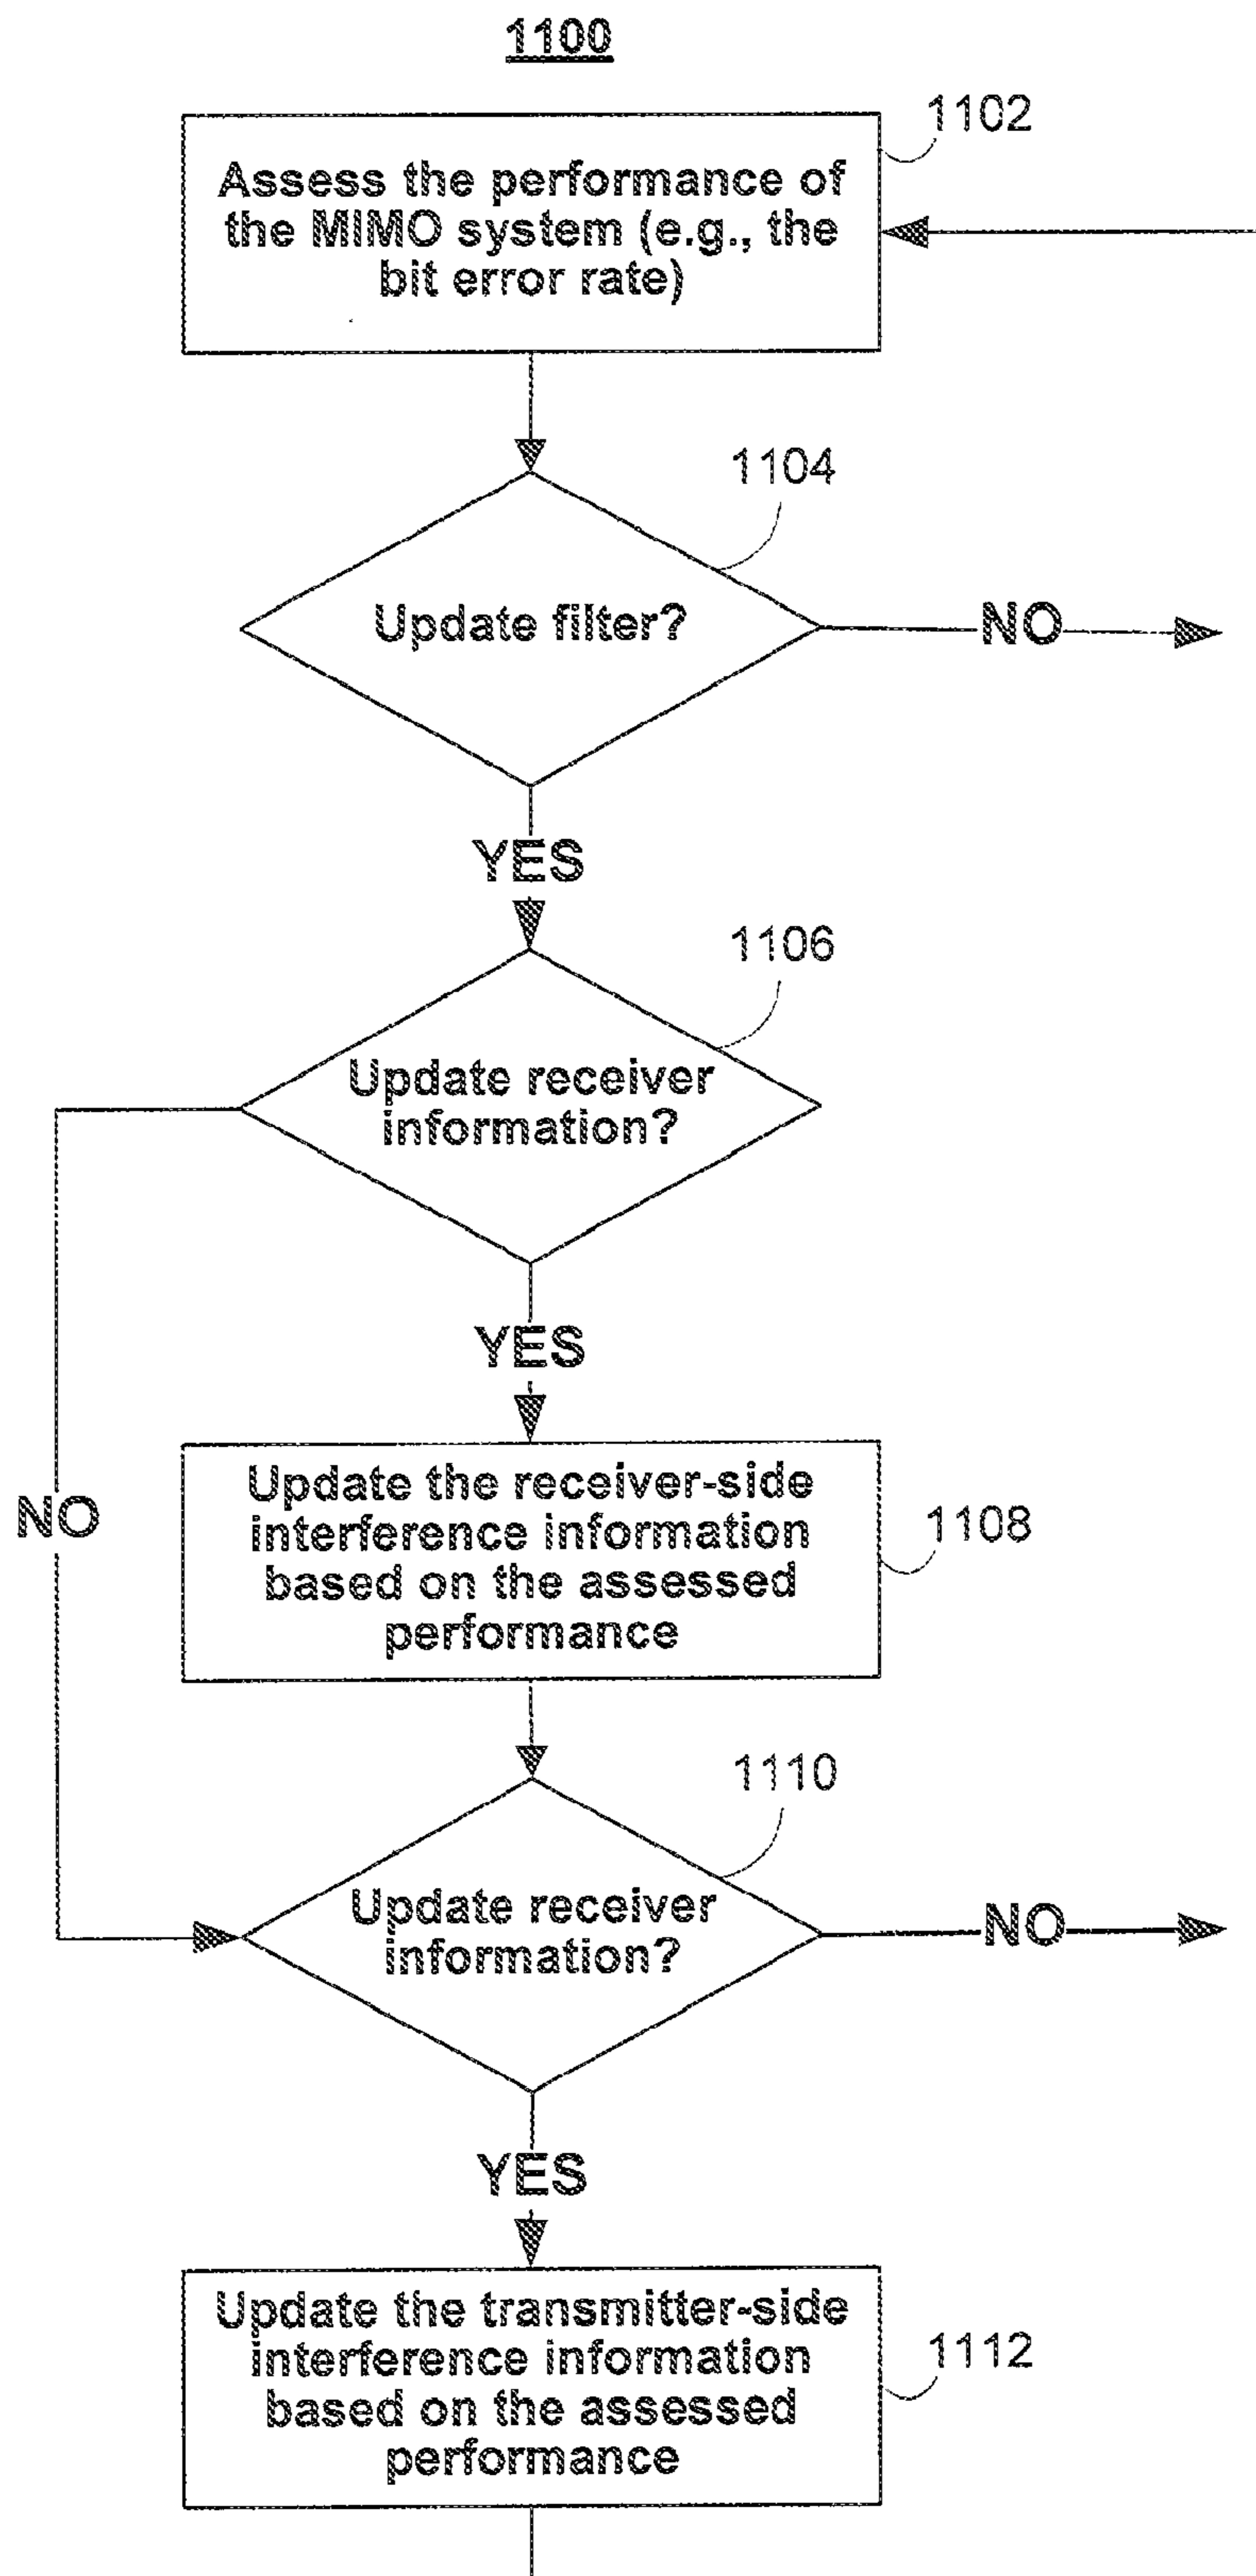 1100
1102
Assess the performance of
the MIMO system (e.g., the
bit error rate)
1104
Update filter?
NO
YES
1106
Update receiver
information?
YES
NO
Update the receiver-side
interference information
based on the assessed
performance
1108
1110
Update receiver
information?
NO
YES
Update the transmitter-side
interference information
based on the assessed
performance
1112